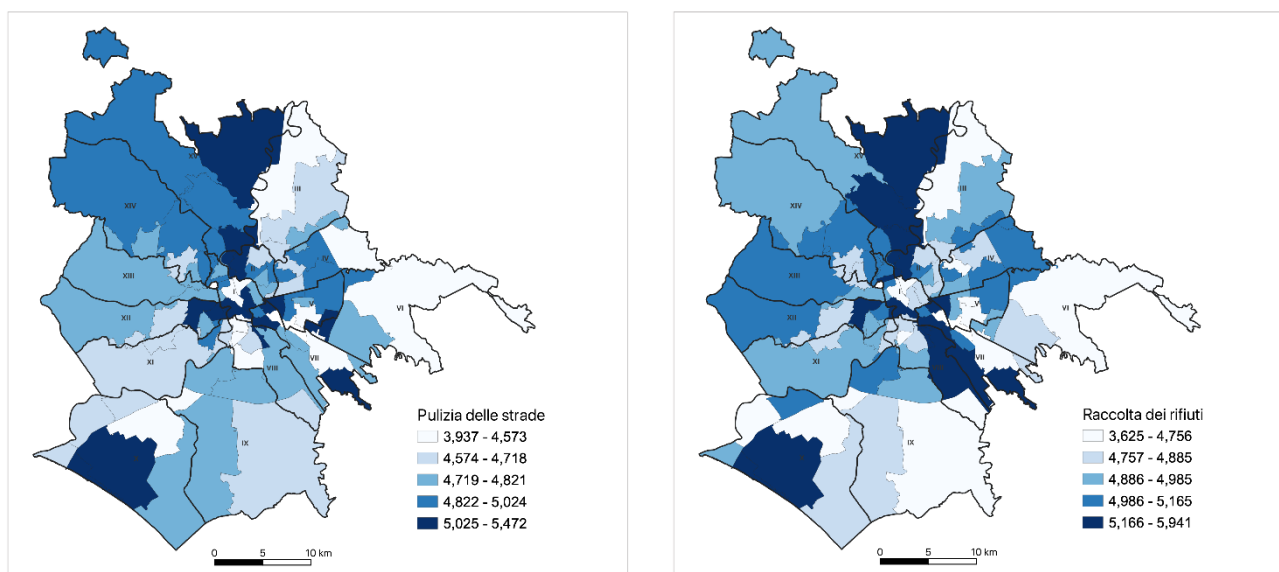 XV
III
XIV
IV
XIII
I
V
VI
XII
VII
XI
VIII
IX
Pulizia delle strade
3,937 - 4,573
4,574 - 4,718
4,719 - 4,821
4,822 - 5,024
5,025 - 5,472
0 5 10 km
XV
III
XIV
II
IV
XIII
I
V
VI
XII
VII
XI
IX
Raccolta dei rifiuti
3,625 - 4,756
4,757 - 4,885
4,886 - 4,985
4,986 - 5,165
5,166 - 5,941
0 5 10 km